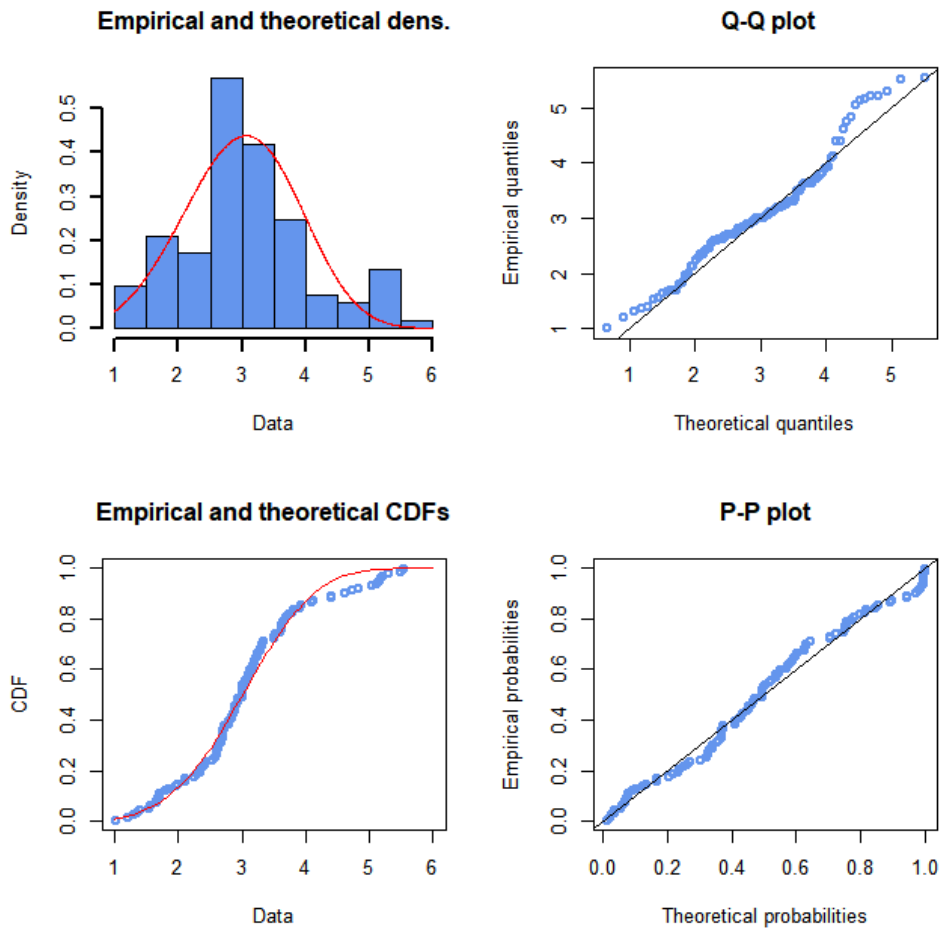 Empirical and theoretical dens.
Density
0.0 0.1 0.2 0.3 0.4 0.5
1 2 3 4 5 6
Data
Q-Q plot
Empirical quantiles
1 2 3 4 5
1 2 3 4 5
Theoretical quantiles
Empirical and theoretical CDFs
CDF
0.0 0.2 0.4 0.6 0.8 1.0
1 2 3 4 5 6
Data
P-P plot
Empirical probabilities
0.0 0.2 0.4 0.6 0.8 1.0
0.0 0.2 0.4 0.6 0.8 1.0
Theoretical probabilities